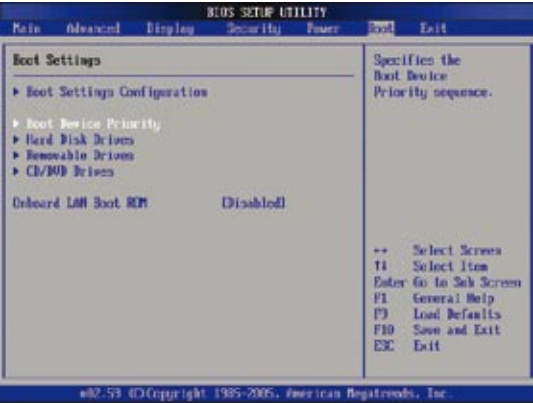 BIOS SETUP UTILITY
Main Advanced Display Security Power Boot Exit
Boot Settings
Boot Settings Configuration
Boot Device Priority
Hard Disk Drives
Removable Drives
CD/DVD Drives
Onboard LAN Boot ROM [Disabled]
Specifies the
Boot Device
Priority sequence.
↔ Select Screen
↑↓ Select Item
Enter Go to Sub Screen
F1 General Help
F9 Load Defaults
F10 Save and Exit
ESC Exit
v02.59 (C)Copyright 1985-2005, American Megatrends, Inc.